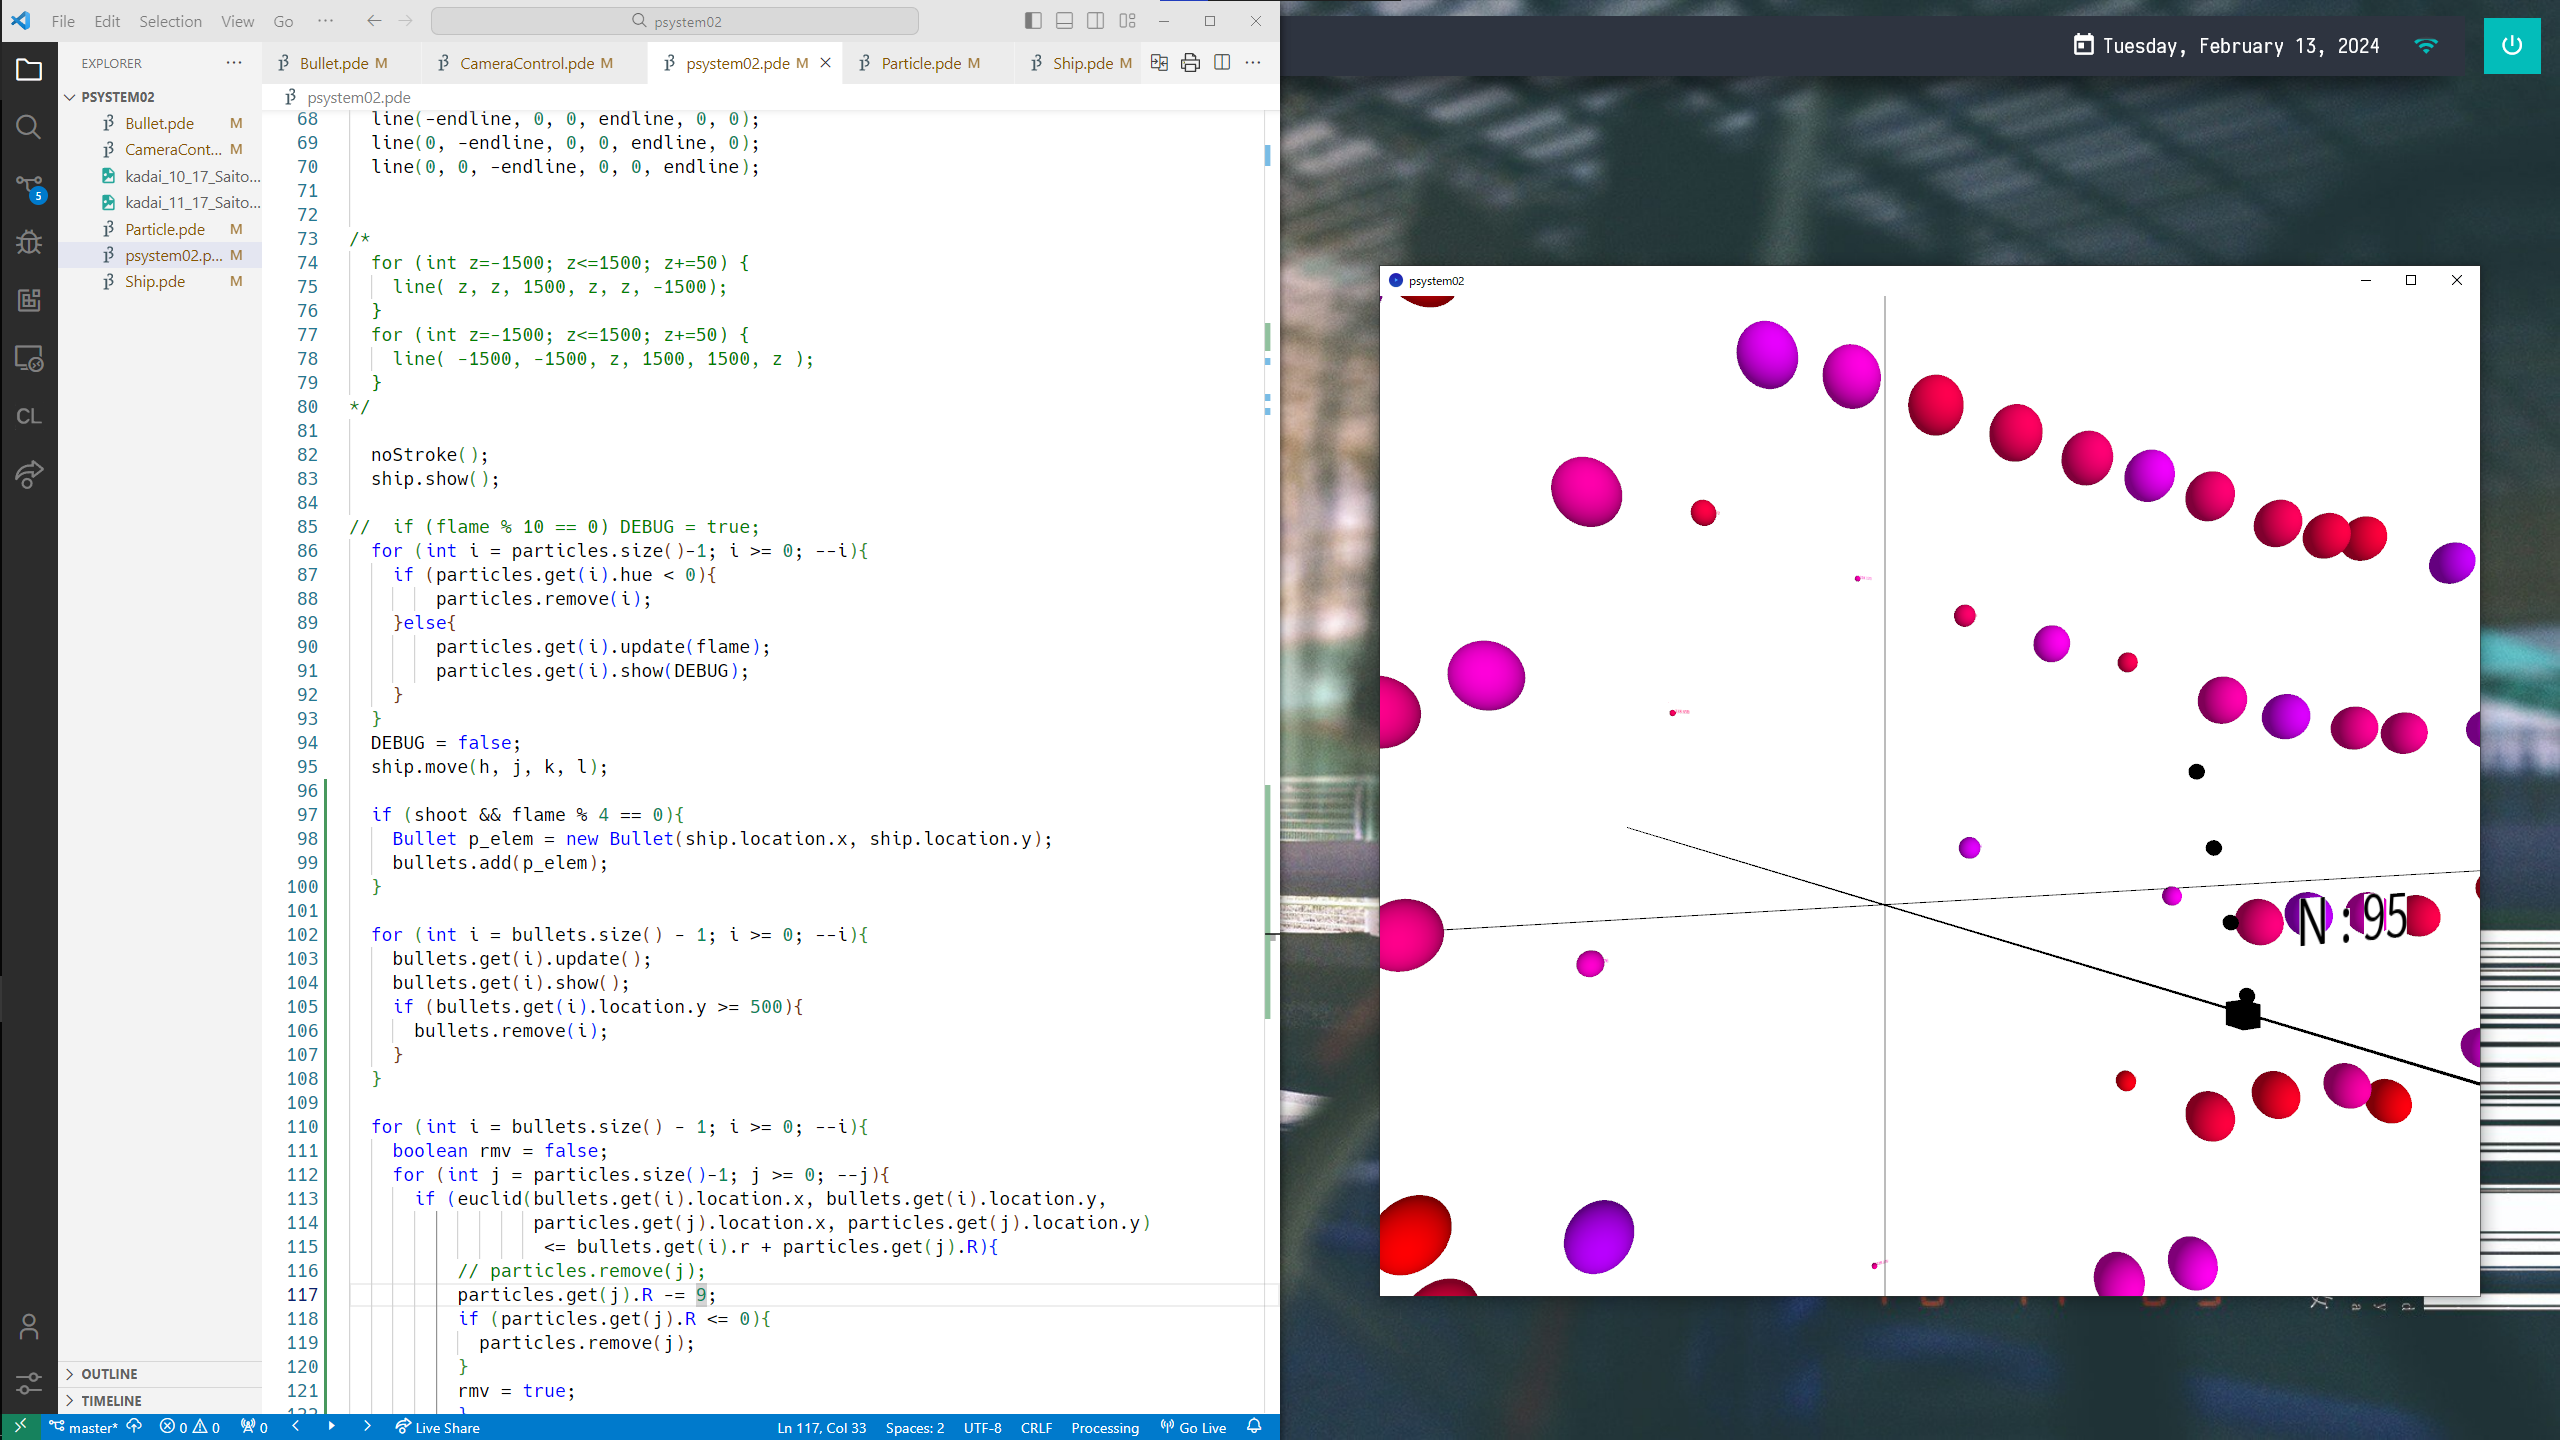 File Edit Selection View Go ··· psystem02
EXPLORER ···
PSYSTEM02
Bullet.pde M
CameraCont... M
kadai_10_17_Saito...
kadai_11_17_Saito...
Particle.pde M
psystem02.p... M
Ship.pde M
OUTLINE
TIMELINE
5
CL
Bullet.pde M CameraControl.pde M psystem02.pde M Particle.pde M Ship.pde M ···
psystem02.pde
68 line(-endline, 0, 0, endline, 0, 0);
69 line(0, -endline, 0, 0, endline, 0);
70 line(0, 0, -endline, 0, 0, endline);
71
72
73 /*
74 for (int z=-1500; z<=1500; z+=50) {
75 line( z, z, 1500, z, z, -1500);
76 }
77 for (int z=-1500; z<=1500; z+=50) {
78 line( -1500, -1500, z, 1500, 1500, z );
79 }
80 */
81
82 noStroke();
83 ship.show();
84
85 // if (flame % 10 == 0) DEBUG = true;
86 for (int i = particles.size()-1; i >= 0; --i){
87 if (particles.get(i).hue < 0){
88 particles.remove(i);
89 }else{
90 particles.get(i).update(flame);
91 particles.get(i).show(DEBUG);
92 }
93 }
94 DEBUG = false;
95 ship.move(h, j, k, l);
96
97 if (shoot && flame % 4 == 0){
98 Bullet p_elem = new Bullet(ship.location.x, ship.location.y);
99 bullets.add(p_elem);
100 }
101
102 for (int i = bullets.size() - 1; i >= 0; --i){
103 bullets.get(i).update();
104 bullets.get(i).show();
105 if (bullets.get(i).location.y >= 500){
106 bullets.remove(i);
107 }
108 }
109
110 for (int i = bullets.size() - 1; i >= 0; --i){
111 boolean rmv = false;
112 for (int j = particles.size()-1; j >= 0; --j){
113 if (euclid(bullets.get(i).location.x, bullets.get(i).location.y,
114 particles.get(j).location.x, particles.get(j).location.y)
115 <= bullets.get(i).r + particles.get(j).R){
116 // particles.remove(j);
117 particles.get(j).R -= 9;
118 if (particles.get(j).R <= 0){
119 particles.remove(j);
120 }
121 rmv = true;
master* 0 0 0 Live Share Ln 117, Col 33 Spaces: 2 UTF-8 CRLF Processing Go Live
Tuesday, February 13, 2024
psystem02
N:95